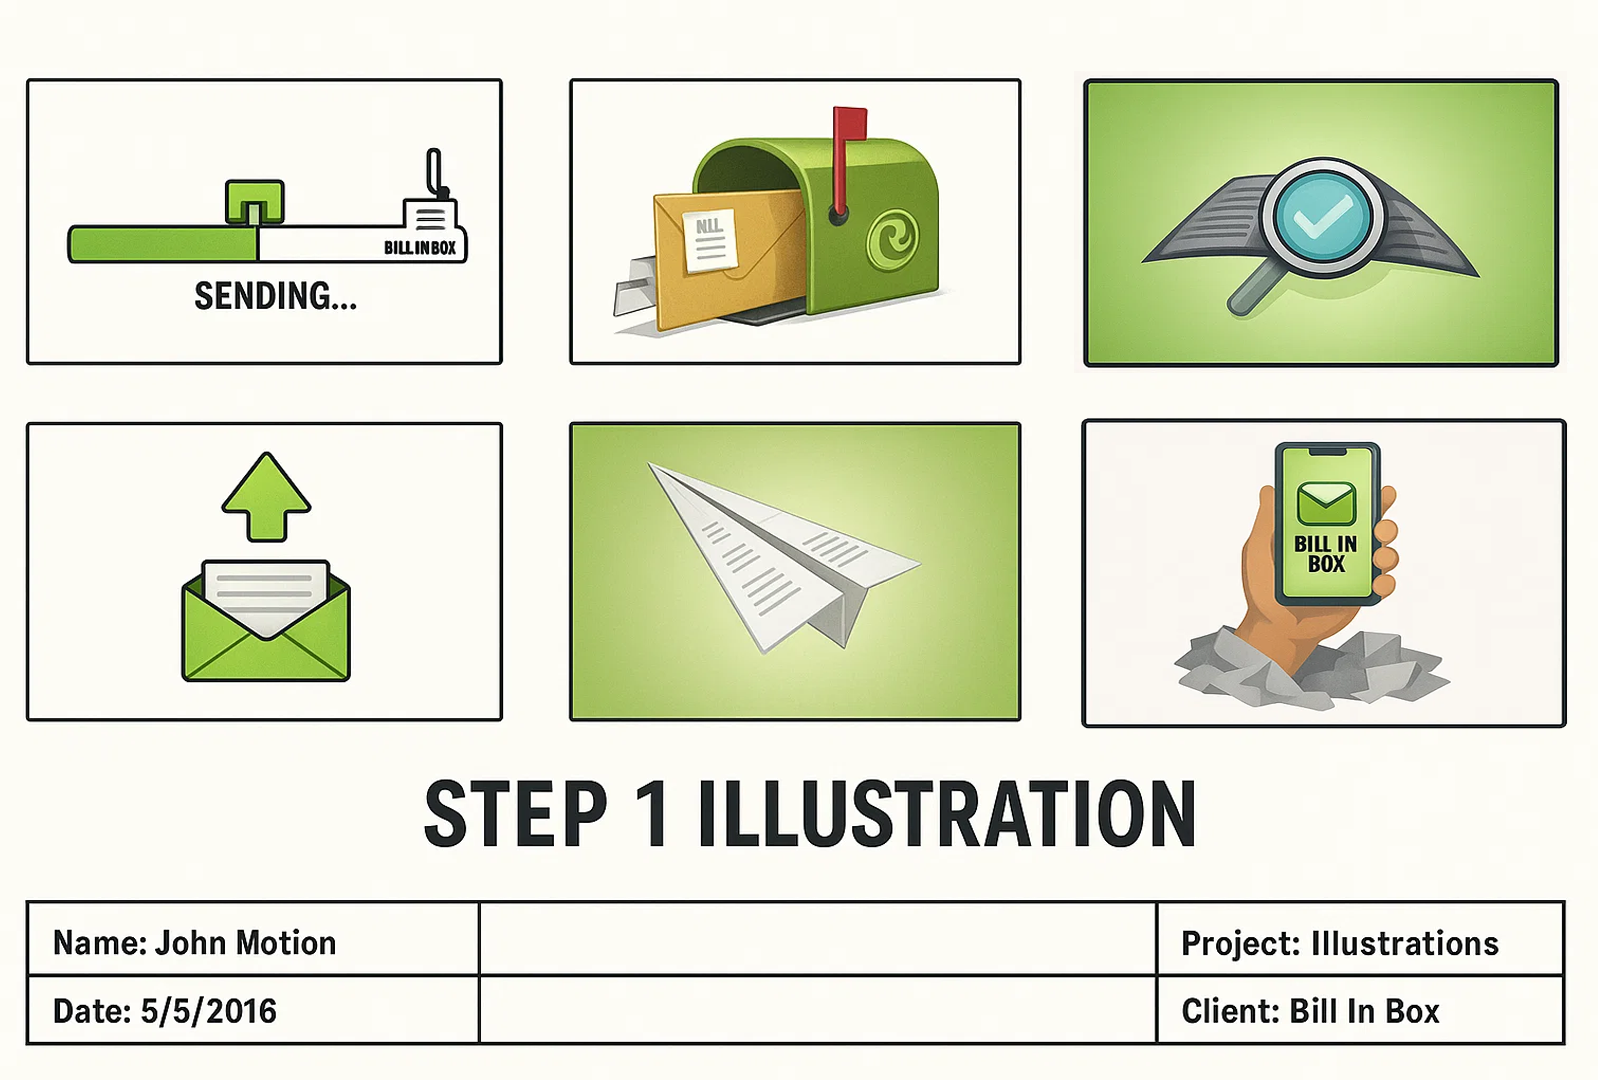 BILL IN BOX
SENDING...
NLL
BILL IN
BOX
STEP 1 ILLUSTRATION
Name: John Motion
Project: Illustrations
Date: 5/5/2016
Client: Bill In Box